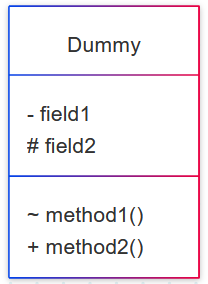 Dummy
- field1
# field2
~ method1()
+ method2()